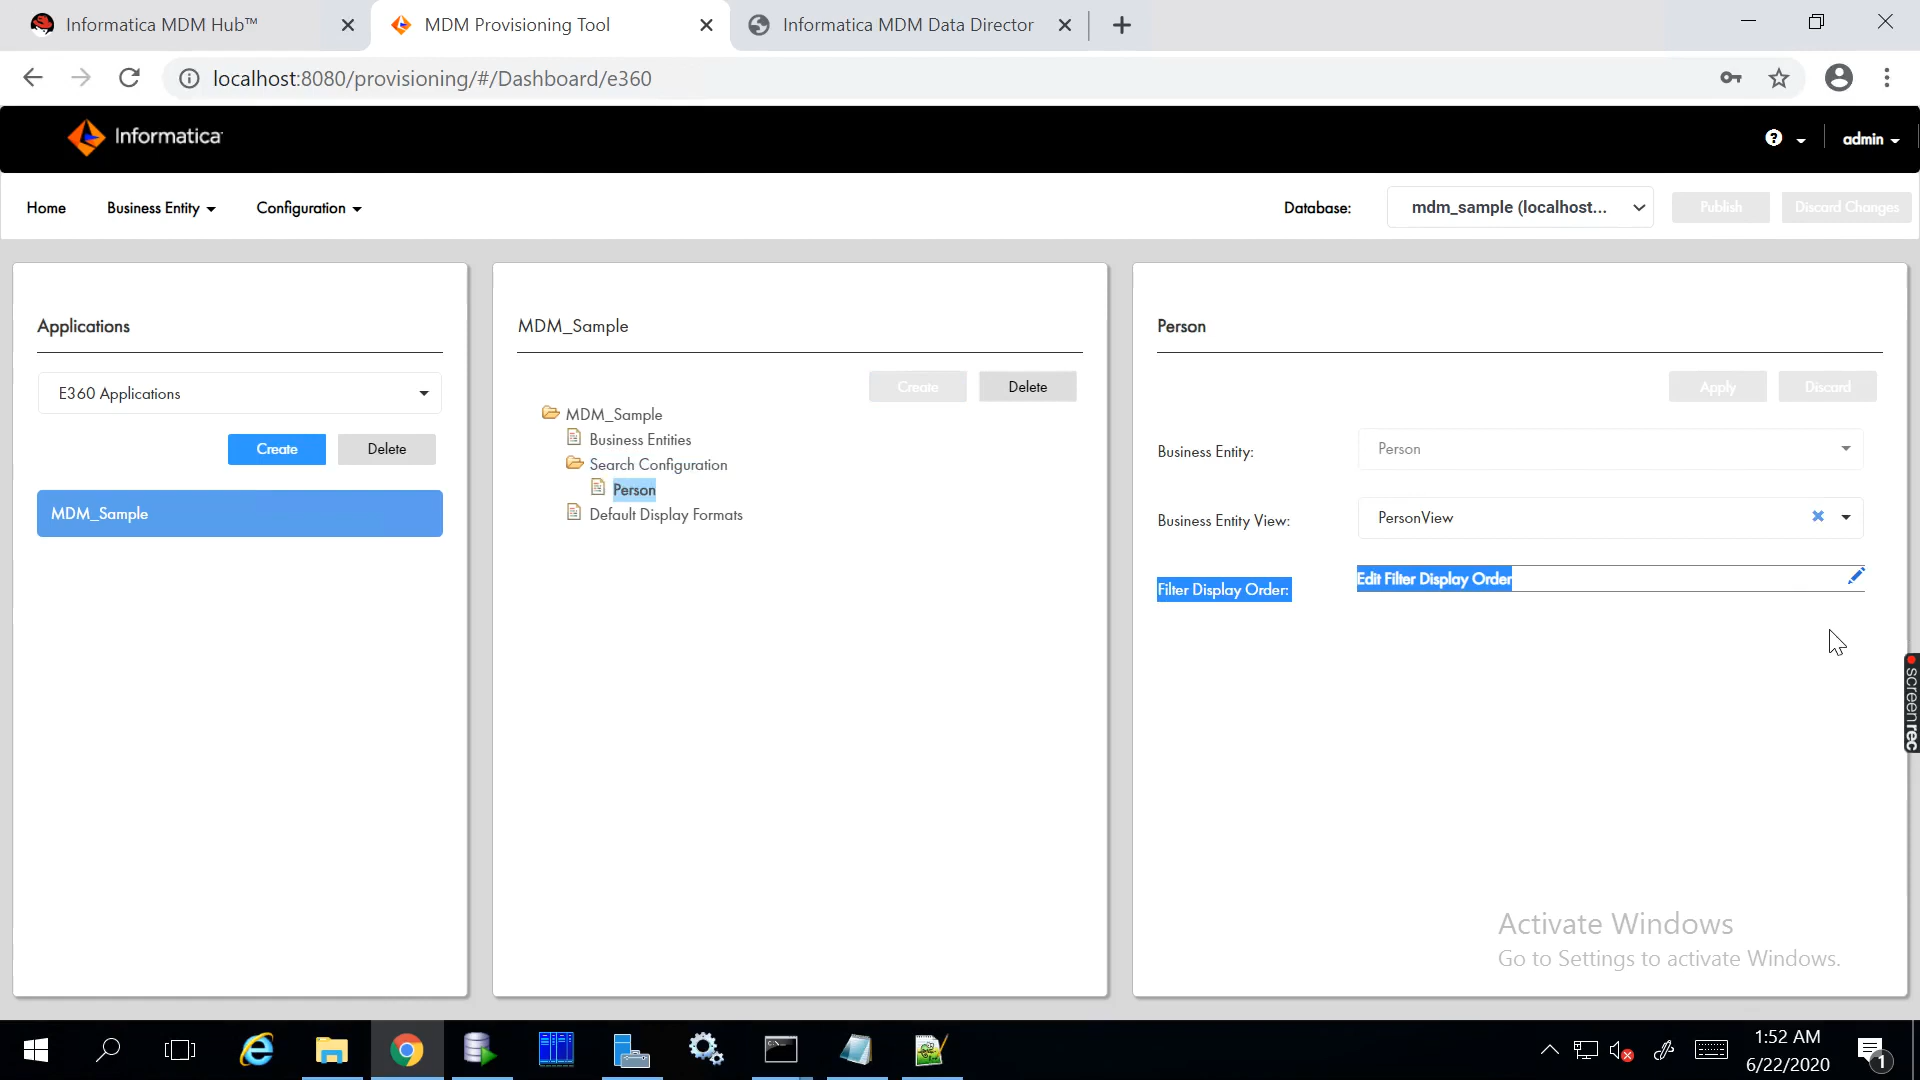 Informatica MDM Hub™
MDM Provisioning Tool
Informatica MDM Data Director
localhost:8080/provisioning/#/Dashboard/e360
Informatica
admin
Home
Business Entity
Configuration
Database:
mdm_sample (localhost...
Publish
Discard Changes
Applications
E360 Applications
Create
Delete
MDM_Sample
MDM_Sample
Create
Delete
MDM_Sample
Business Entities
Search Configuration
Person
Default Display Formats
Person
Apply
Discard
Business Entity:
Person
Business Entity View:
PersonView
Filter Display Order:
Edit Filter Display Order
screenrec
Activate Windows
Go to Settings to activate Windows.
1:52 AM
6/22/2020
1